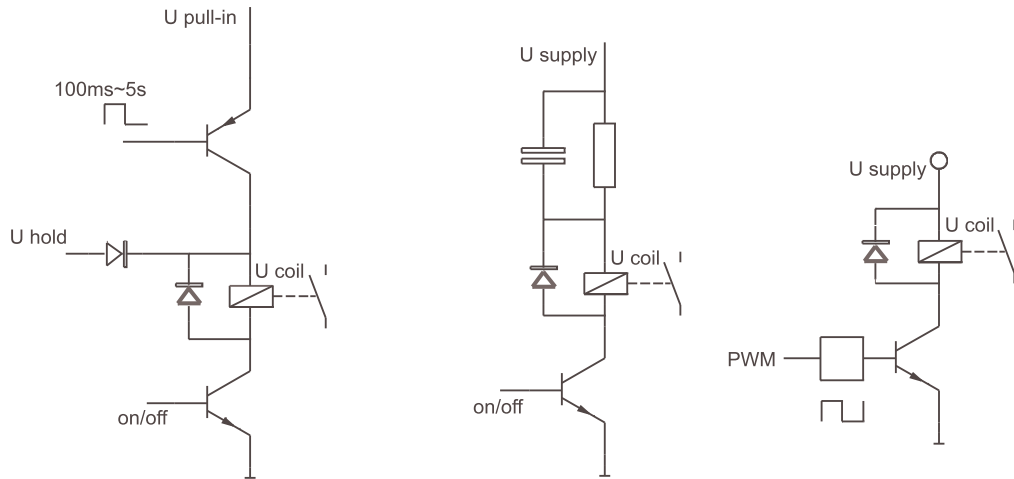 U pull-in
100ms~5s
U hold
U coil
on/off
U supply
U coil
on/off
U supply
U coil
PWM